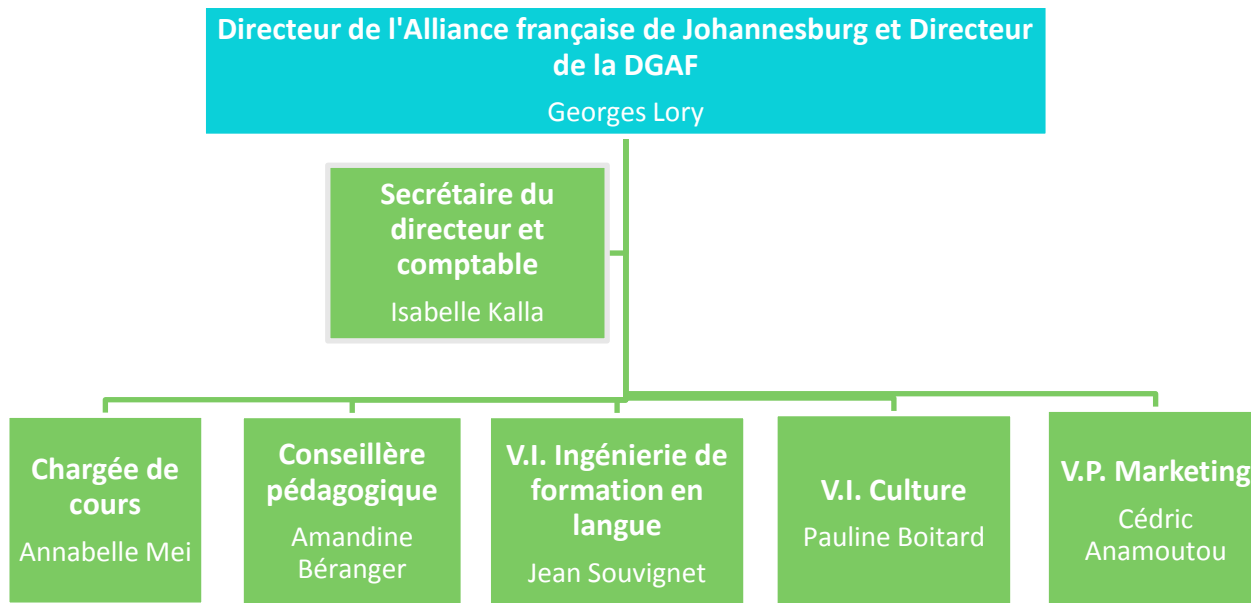 Directeur de l'Alliance française de Johannesburg et Directeur
de la DGAF
Georges Lory
Secrétaire du
directeur et
comptable
Isabelle Kalla
Chargée de
cours
Annabelle Mei
Conseillère
pédagogique
Amandine
Béranger
V.I. Ingénierie de
formation en
langue
Jean Souvignet
V.I. Culture
Pauline Boitard
V.P. Marketing
Cédric
Anamoutou